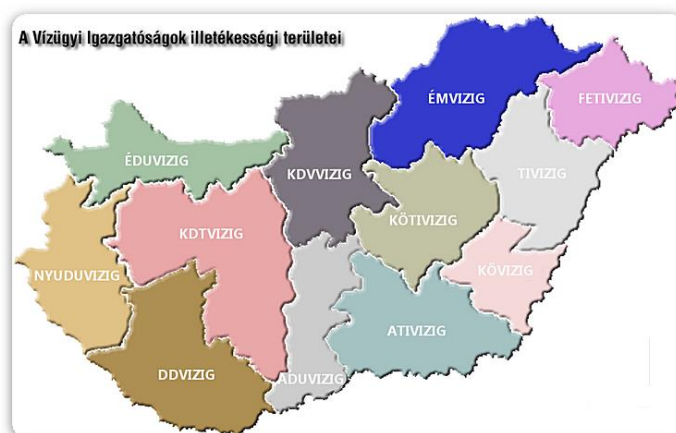 A Vízügyi Igazgatóságok illetékességi területei
ÉMVIZIG
FETIVIZIG
ÉDUVIZIG
KDVVIZIG
TIVIZIG
KÖTIVIZIG
KDTVIZIG
NYUDUVIZIG
KÖVIZIG
ATIVIZIG
DDVIZIG
ADUVIZIG